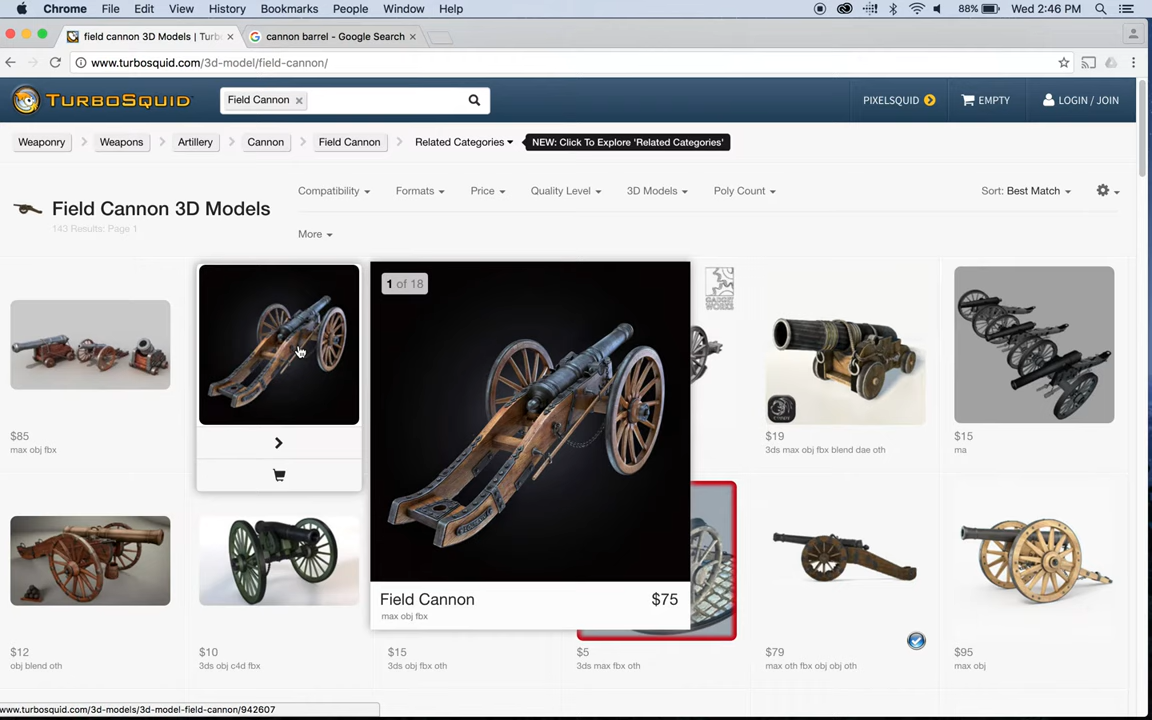 Chrome File Edit View History Bookmarks People Window Help 88% Wed 2:46 PM
field cannon 3D Models | Turb
cannon barrel - Google Search
www.turbosquid.com/3d-model/field-cannon/
TURBOSQUID
Field Cannon
PIXELSQUID
EMPTY
LOGIN / JOIN
Weaponry
Weapons
Artillery
Cannon
Field Cannon
Related Categories
NEW: Click To Explore 'Related Categories'
Compatibility
Formats
Price
Quality Level
3D Models
Poly Count
Sort: Best Match
Field Cannon 3D Models
143 Results: Page 1
More
1 of 18
GADGET
WORKS
$85
max obj fbx
$19
3ds max obj fbx blend dae oth
$15
ma
Field Cannon $75
max obj fbx
$12
obj blend oth
$10
3ds obj c4d fbx
$15
3ds obj fbx oth
$5
3ds max fbx oth
$79
max oth fbx obj obj oth
$95
max obj
www.turbosquid.com/3d-models/3d-model-field-cannon/942607